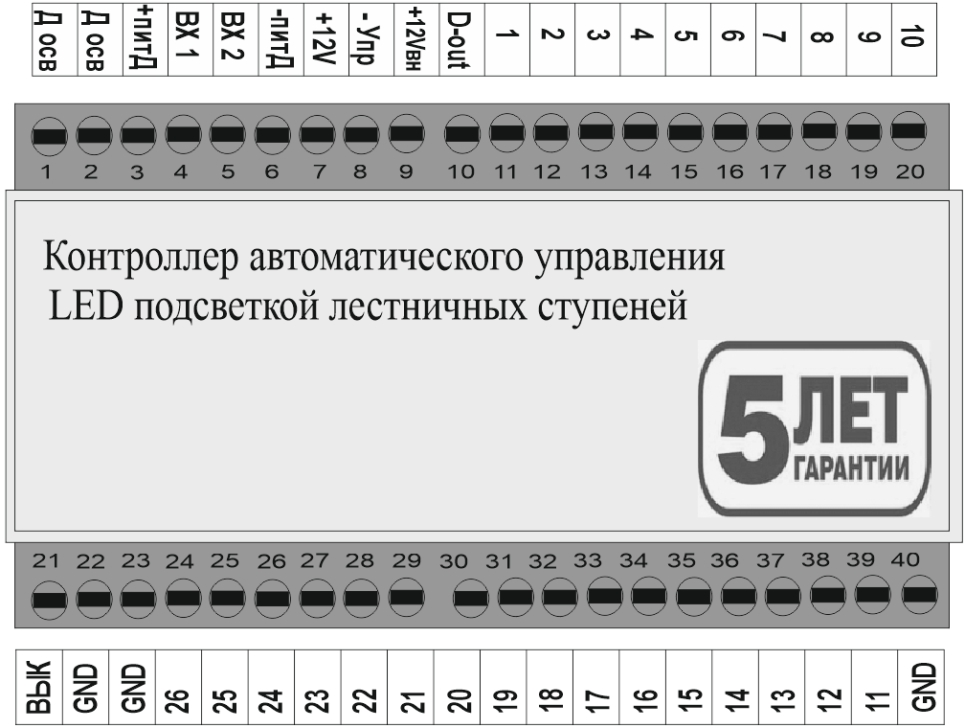 Д осв Д осв +питД ВХ 1 ВХ 2 -питД +12V - Упр +12Vвн D-out 1 2 3 4 5 6 7 8 9 10
1 2 3 4 5 6 7 8 9 10 11 12 13 14 15 16 17 18 19 20
Контроллер автоматического управления
LED подсветкой лестничных ступеней
5 ЛЕТ
ГАРАНТИИ
21 22 23 24 25 26 27 28 29 30 31 32 33 34 35 36 37 38 39 40
ВЫК GND GND 26 25 24 23 22 21 20 19 18 17 16 15 14 13 12 11 GND